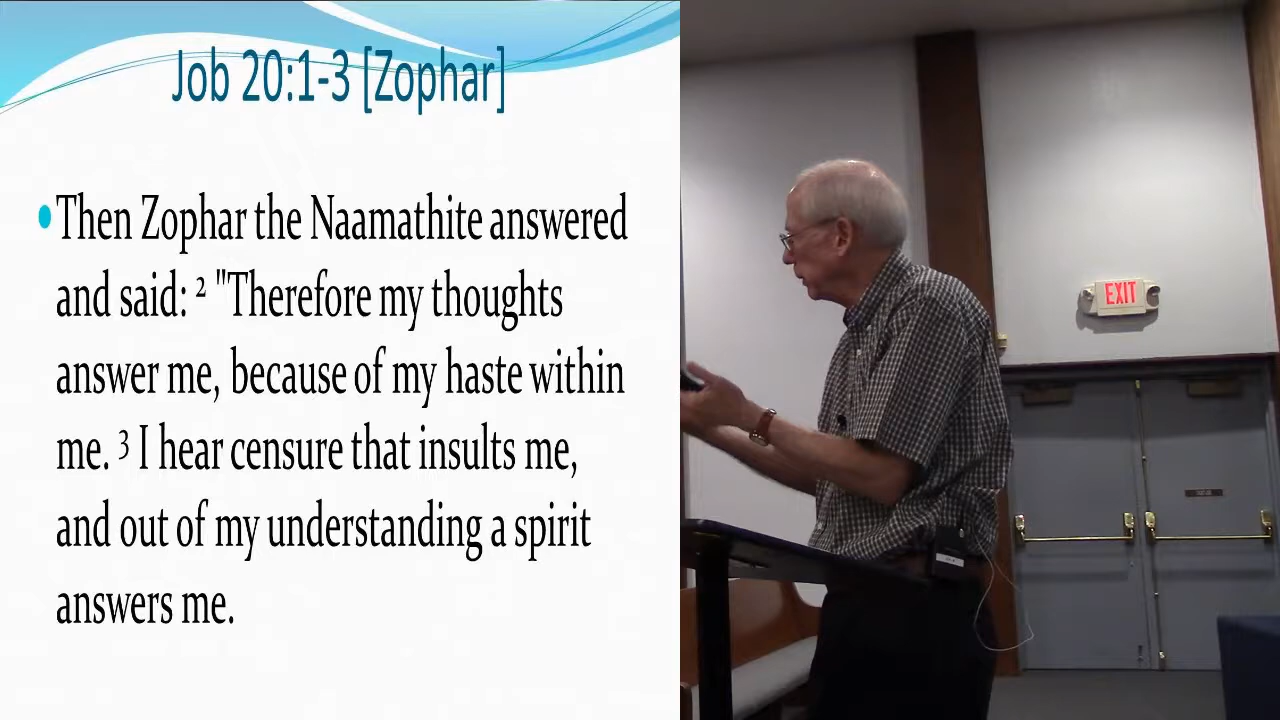 Job 20:1-3 [Zophar]
•Then Zophar the Naamathite answered
and said: ² "Therefore my thoughts
answer me, because of my haste within
me. ³ I hear censure that insults me,
and out of my understanding a spirit
answers me.
EXIT